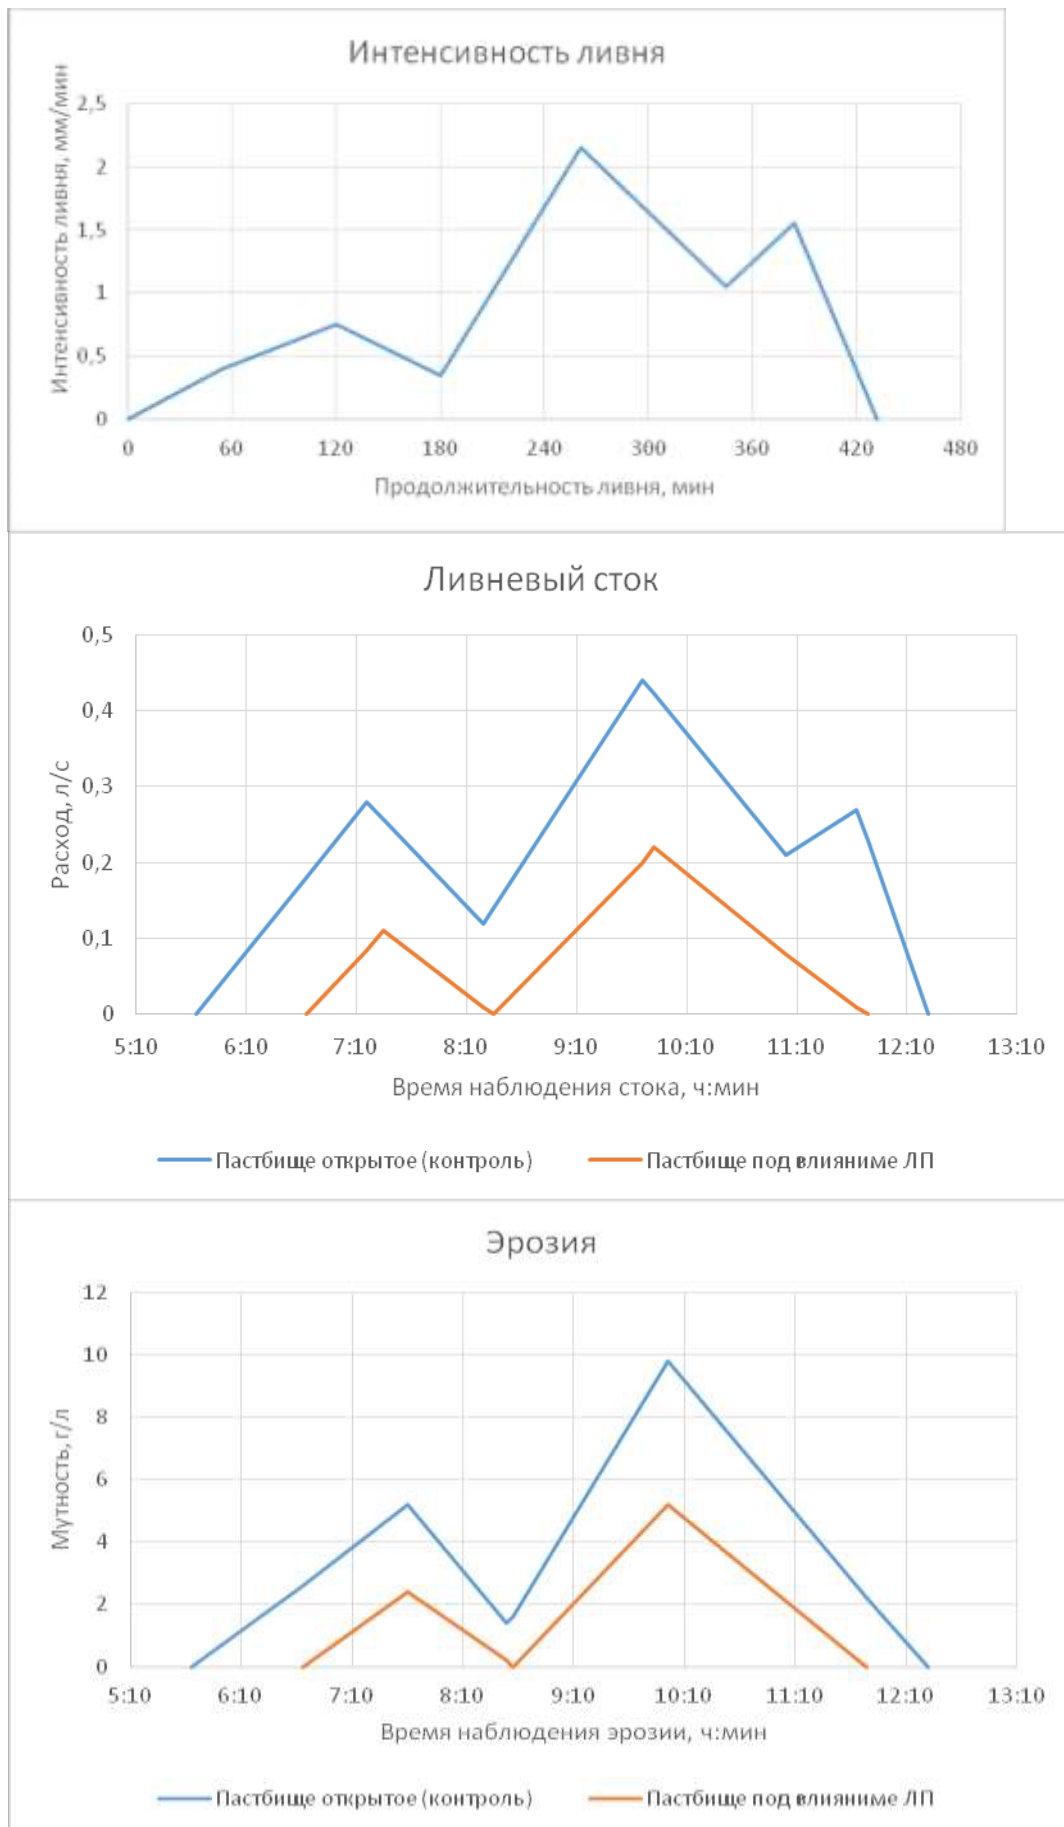 Интенсивность ливня
Интенсивность ливня, мм/мин
2,5
2
1,5
1
0,5
0
0 60 120 180 240 300 360 420 480
Продолжительность ливня, мин
Ливневый сток
Расход, л/с
0,5
0,4
0,3
0,2
0,1
0
5:10 6:10 7:10 8:10 9:10 10:10 11:10 12:10 13:10
Время наблюдения стока, ч:мин
Пастбище открытое (контроль) Пастбище под влияниме ЛП
Эрозия
Мутность, г/л
12
10
8
6
4
2
0
5:10 6:10 7:10 8:10 9:10 10:10 11:10 12:10 13:10
Время наблюдения эрозии, ч:мин
Пастбище открытое (контроль) Пастбище под влияниме ЛП